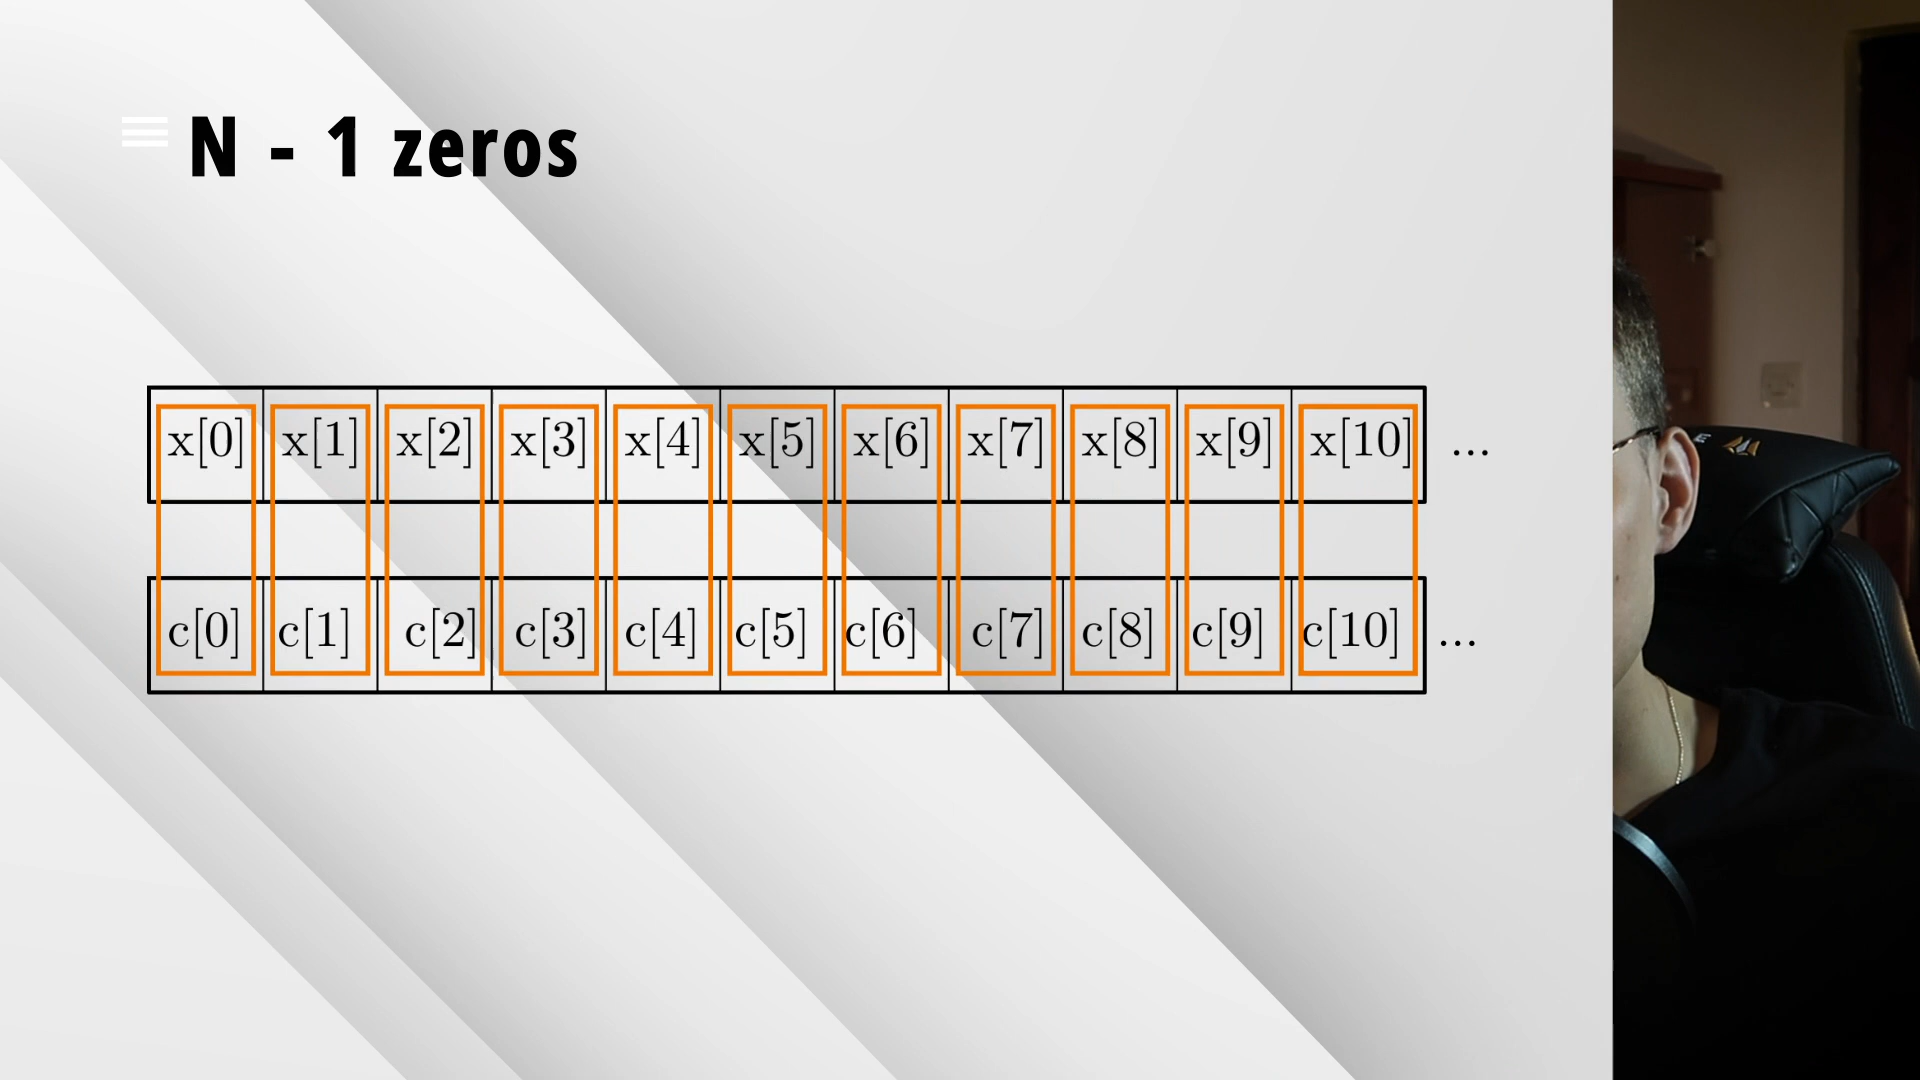 N - 1 zeros
x[0] x[1] x[2] x[3] x[4] x[5] x[6] x[7] x[8] x[9] x[10] ...
c[0] c[1] c[2] c[3] c[4] c[5] c[6] c[7] c[8] c[9] c[10] ...